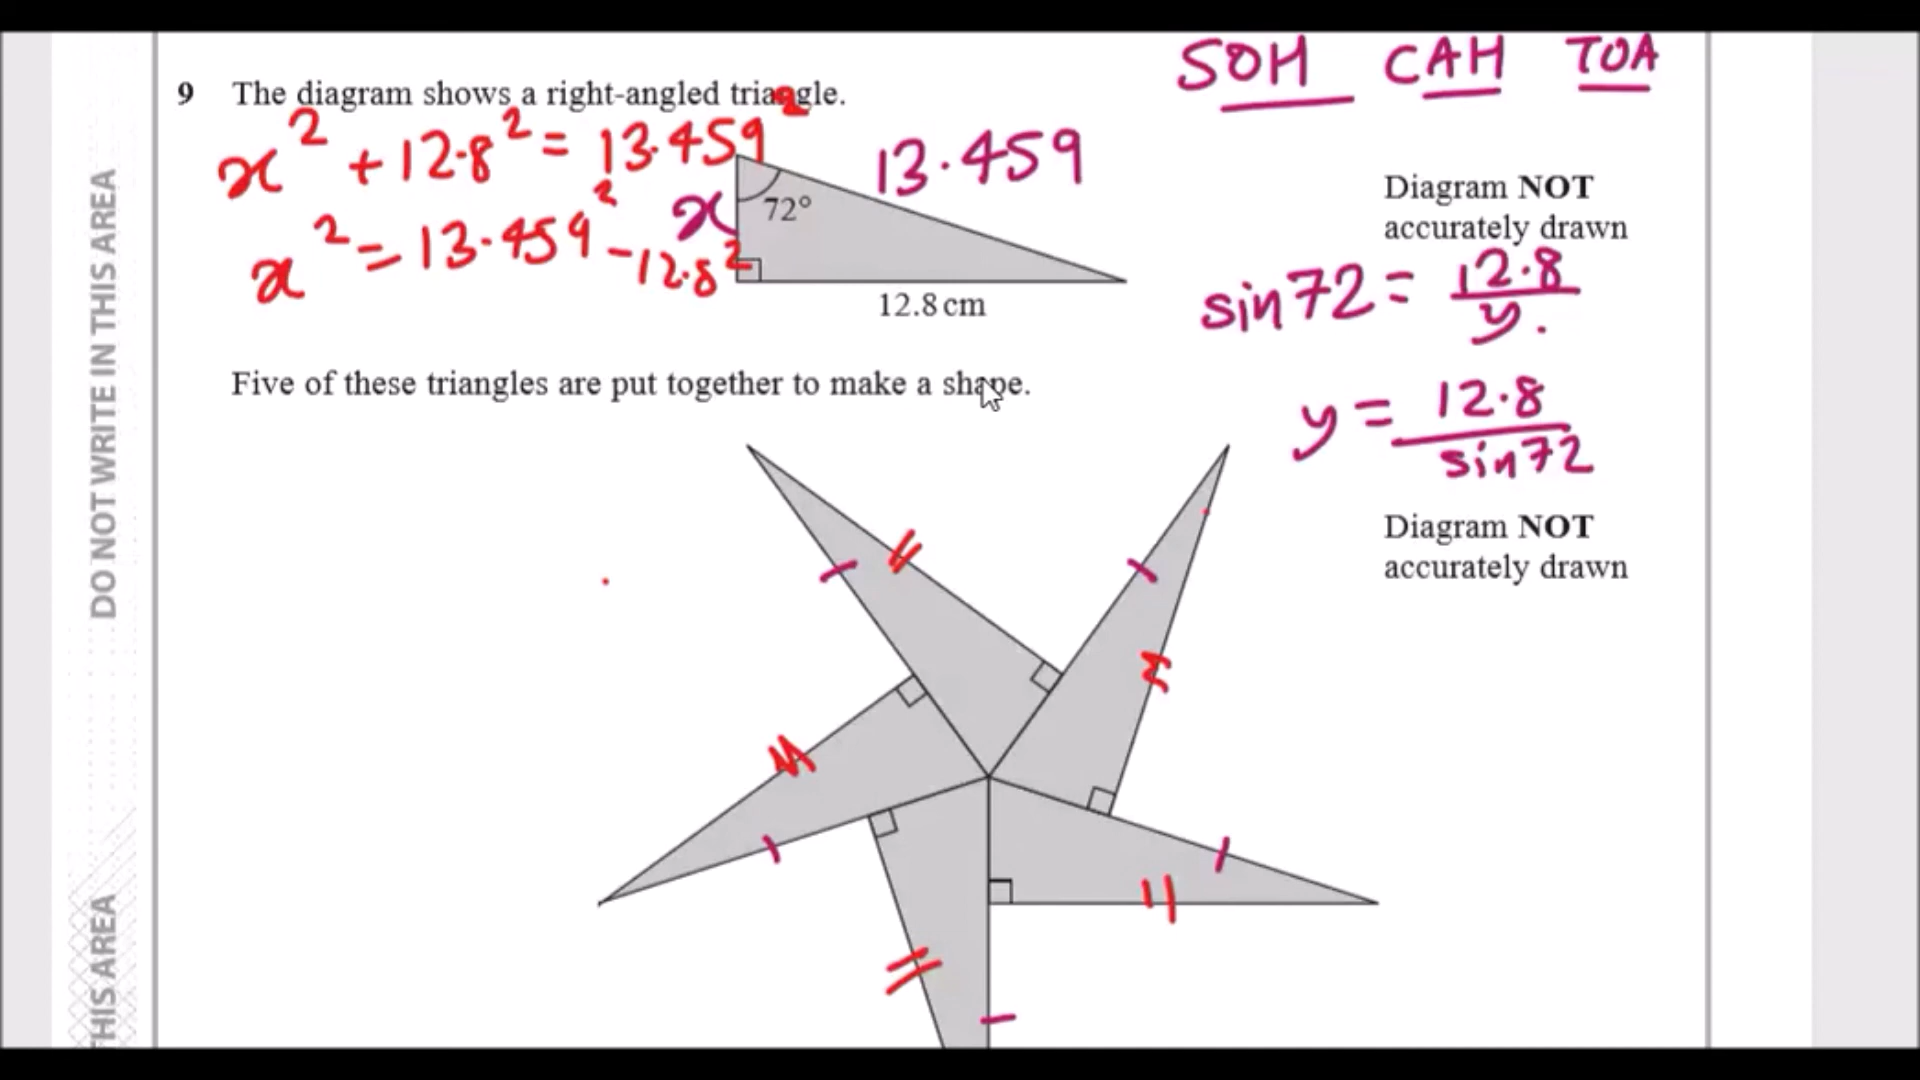 SOH CAH TOA
9 The diagram shows a right-angled triangle.
x² + 12.8² = 13.459²
13.459
x² = 13.459² - 12.8²
x
72°
12.8 cm
Diagram NOT
accurately drawn
sin72 = 12.8/y.
Five of these triangles are put together to make a shape.
y = 12.8/sin72
Diagram NOT
accurately drawn
DO NOT WRITE IN THIS AREA
THIS AREA